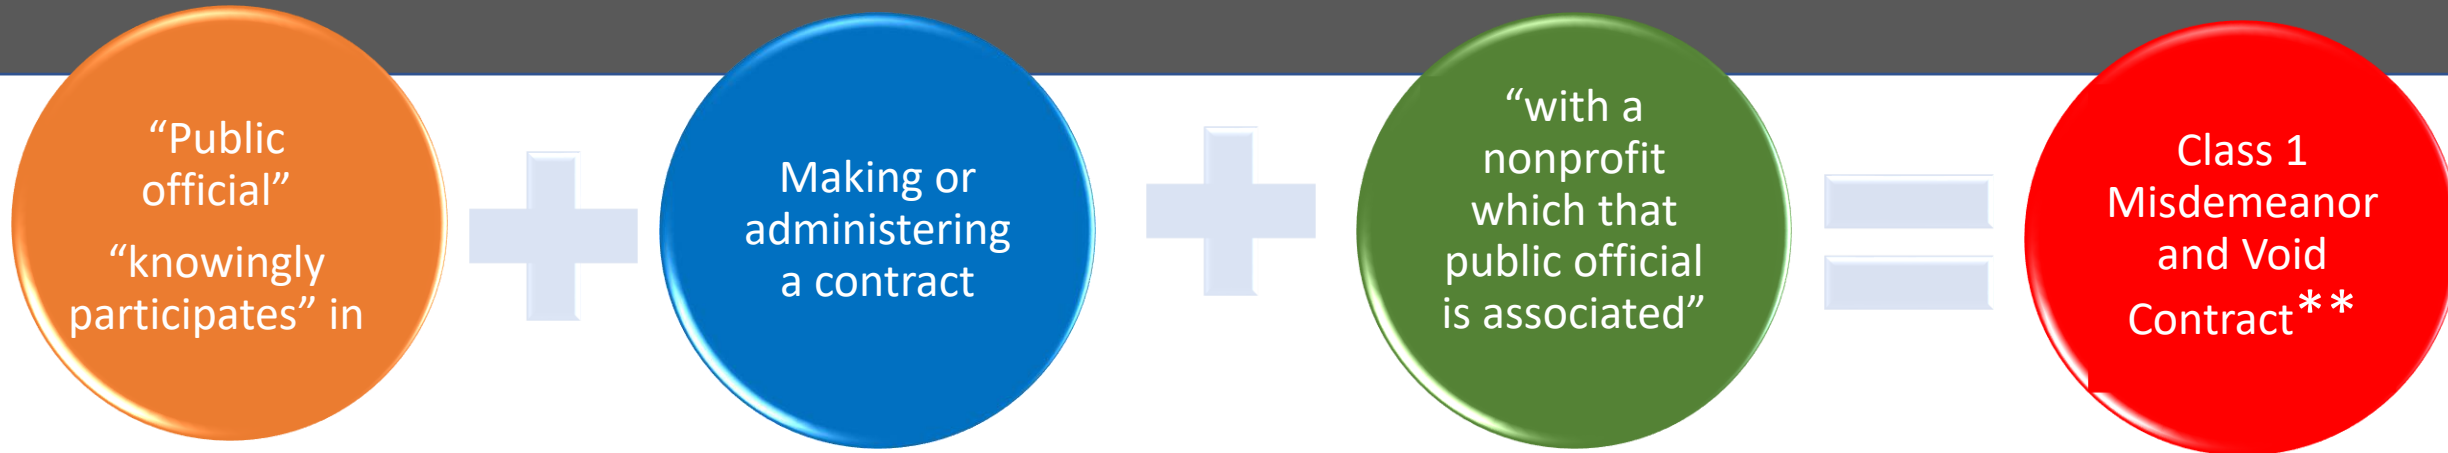 “Public
official”
“knowingly
participates” in
Making or
administering
a contract
“with a
nonprofit
which that
public official
is associated”
Class 1
Misdemeanor
and Void
Contract**